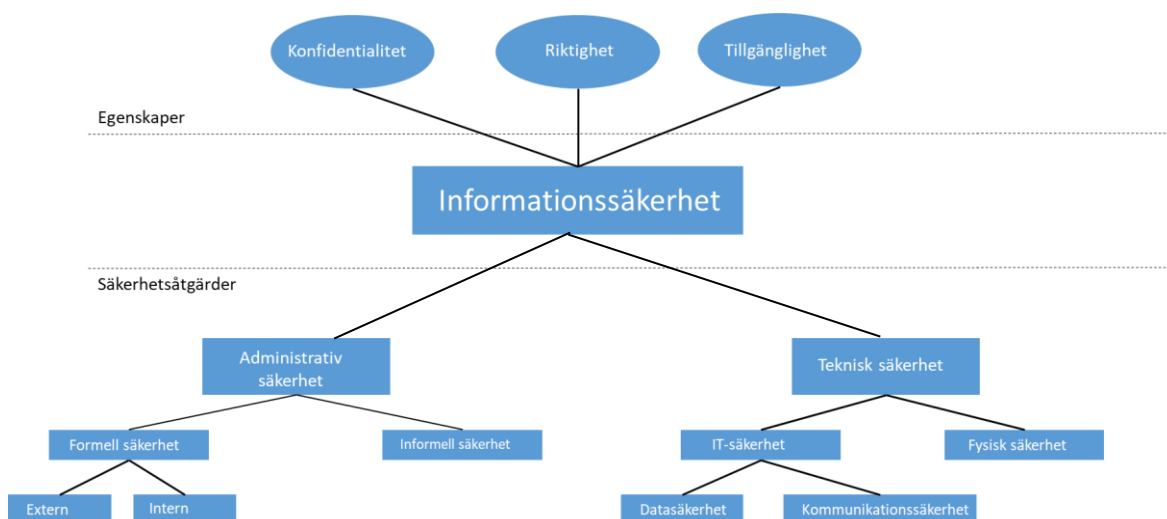 Konfidentialitet
Riktighet
Tillgänglighet
Egenskaper
Informationssäkerhet
Säkerhetsåtgärder
Administrativ
säkerhet
Teknisk säkerhet
Formell säkerhet
Informell säkerhet
IT-säkerhet
Fysisk säkerhet
Extern
Intern
Datasäkerhet
Kommunikationssäkerhet